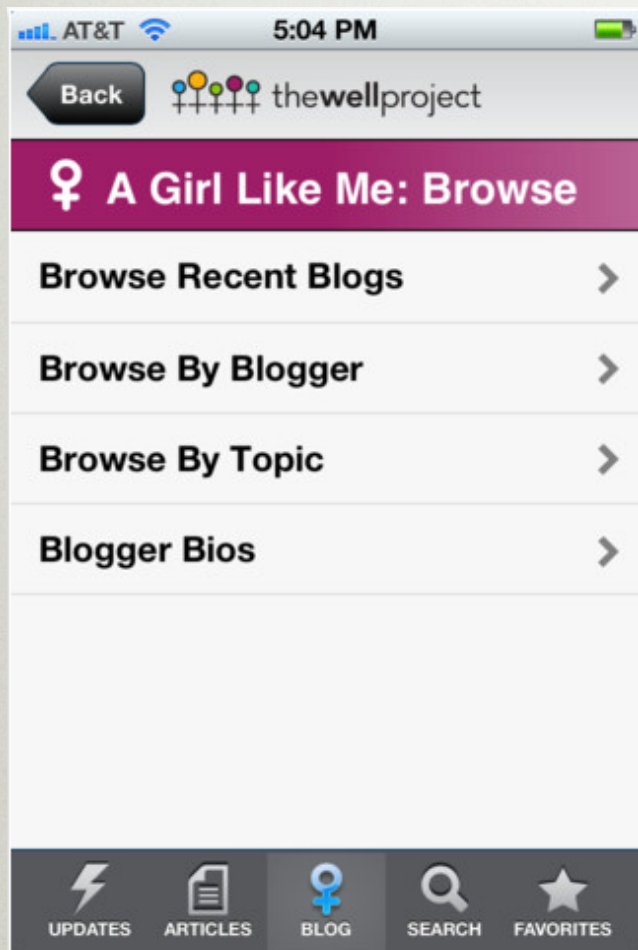 AT&T 5:04 PM
Back thewellproject
A Girl Like Me: Browse
Browse Recent Blogs
Browse By Blogger
Browse By Topic
Blogger Bios
UPDATES ARTICLES BLOG SEARCH FAVORITES